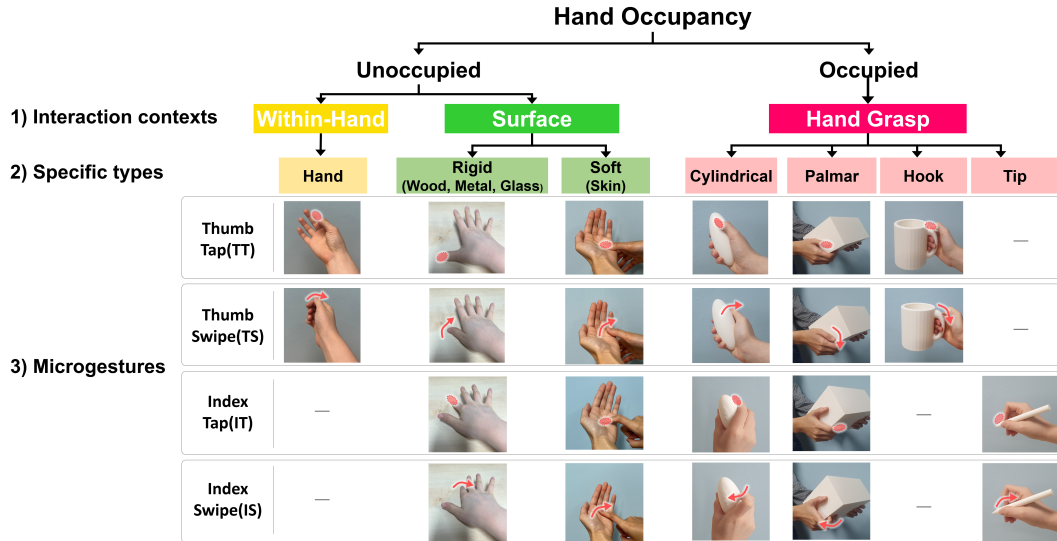 Hand Occupancy
Unoccupied
Occupied
1) Interaction contexts
Within-Hand
Surface
Hand Grasp
2) Specific types
Hand
Rigid
(Wood, Metal, Glass)
Soft
(Skin)
Cylindrical
Palmar
Hook
Tip
3) Microgestures
Thumb
Tap(TT)
—
Thumb
Swipe(TS)
—
Index
Tap(IT)
—
—
Index
Swipe(IS)
—
—